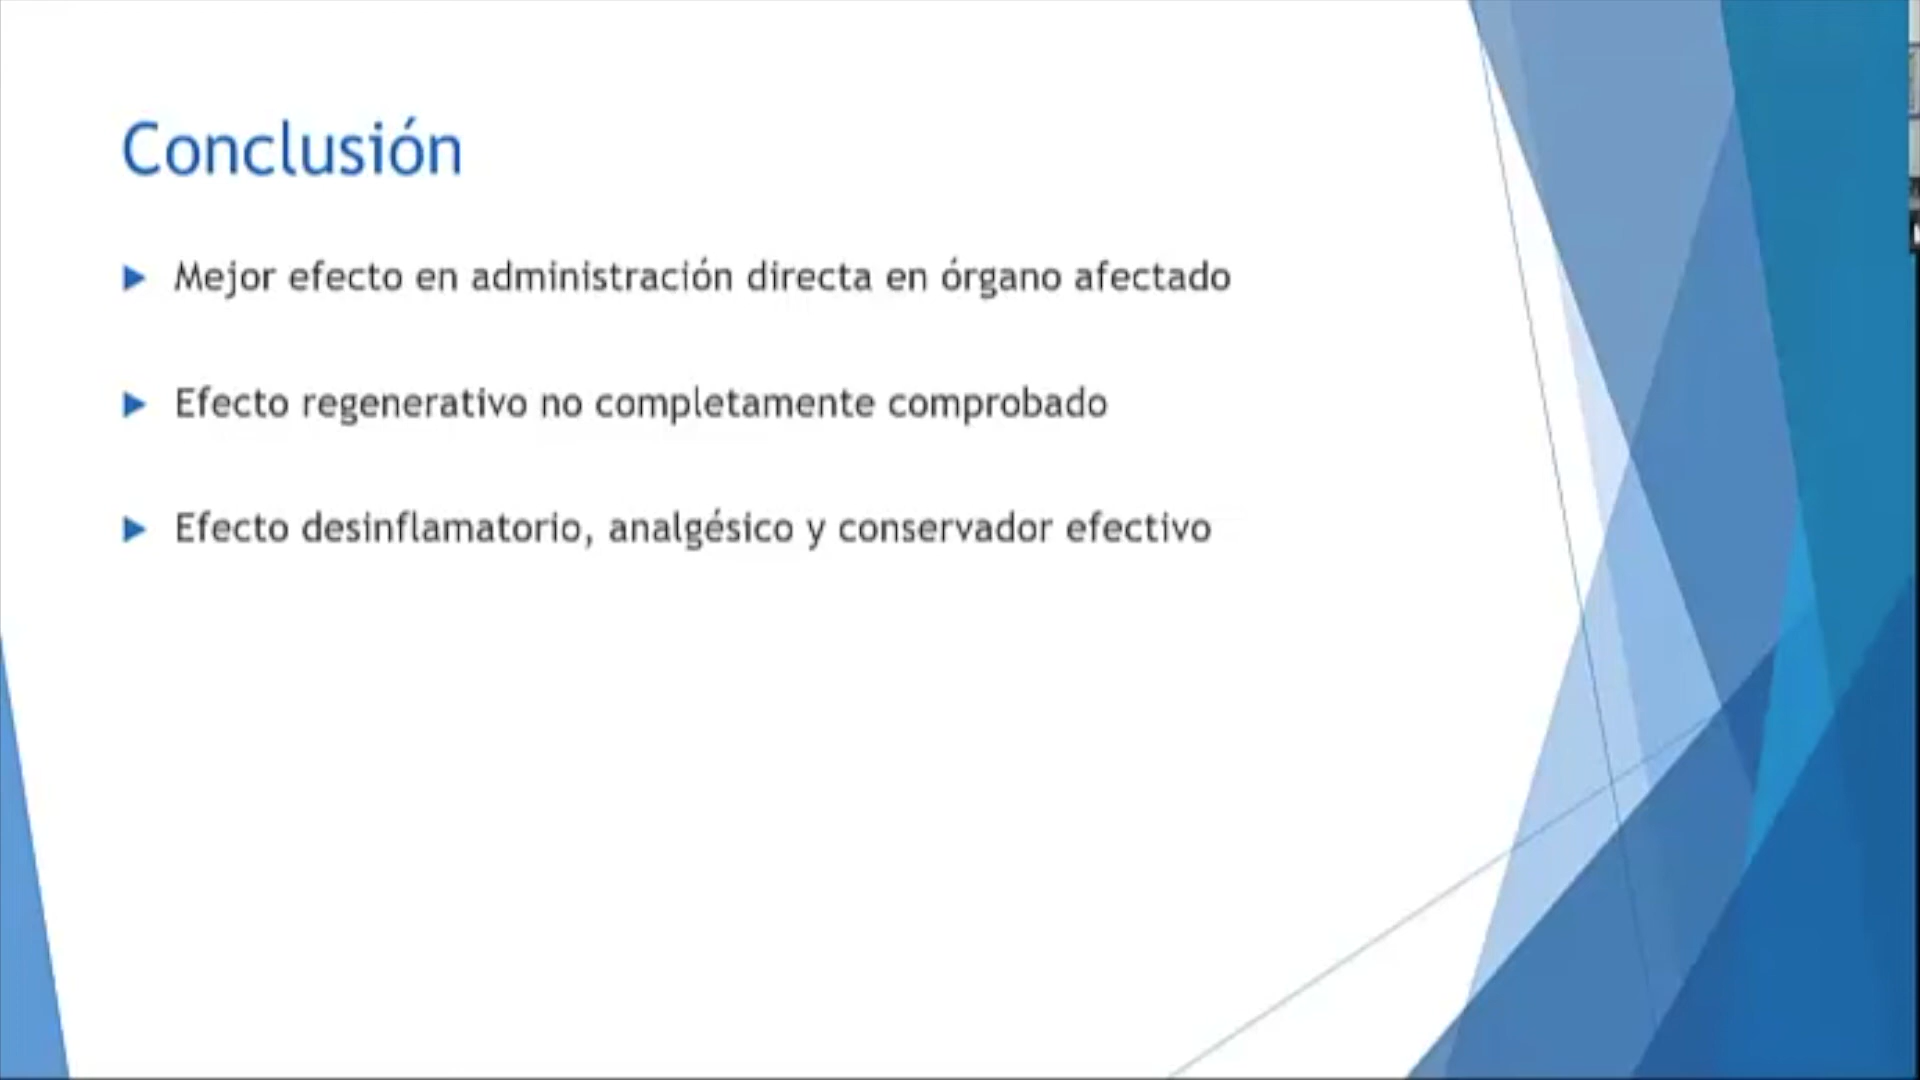 Conclusión
Mejor efecto en administración directa en órgano afectado
Efecto regenerativo no completamente comprobado
Efecto desinflamatorio, analgésico y conservador efectivo